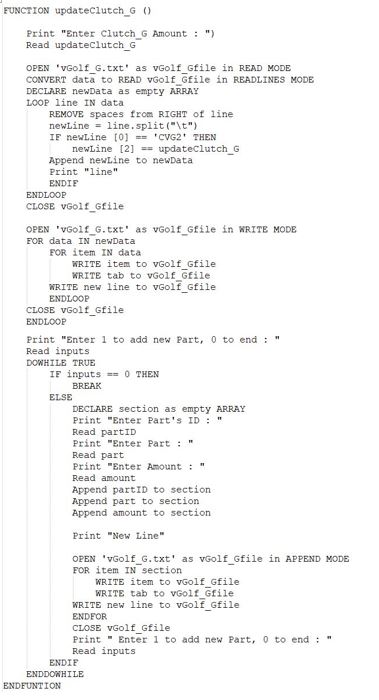 FUNCTION updateClutch_G ()
Print "Enter Clutch_G Amount : ")
Read updateClutch_G
OPEN 'vGolf_G.txt' as vGolf_Gfile in READ MODE
CONVERT data to READ vGolf_Gfile in READLINES MODE
DECLARE newData as empty ARRAY
LOOP line IN data
REMOVE spaces from RIGHT of line
newLine = line.split("\t")
IF newLine [0] == 'CVG2' THEN
newLine [2] == updateClutch_G
Append newLine to newData
Print "line"
ENDIF
ENDLOOP
CLOSE vGolf_Gfile
OPEN 'vGolf_G.txt' as vGolf_Gfile in WRITE MODE
FOR data IN newData
FOR item IN data
WRITE item to vGolf_Gfile
WRITE tab to vGolf_Gfile
WRITE new line to vGolf_Gfile
ENDLOOP
CLOSE vGolf_Gfile
ENDLOOP
Print "Enter 1 to add new Part, 0 to end : "
Read inputs
DOWHILE TRUE
IF inputs == 0 THEN
BREAK
ELSE
DECLARE section as empty ARRAY
Print "Enter Part's ID : "
Read partID
Print "Enter Part : "
Read part
Print "Enter Amount : "
Read amount
Append partID to section
Append part to section
Append amount to section
Print "New Line"
OPEN 'vGolf_G.txt' as vGolf_Gfile in APPEND MODE
FOR item IN section
WRITE item to vGolf_Gfile
WRITE tab to vGolf_Gfile
WRITE new line to vGolf_Gfile
ENDFOR
CLOSE vGolf_Gfile
Print " Enter 1 to add new Part, 0 to end : "
Read inputs
ENDIF
ENDDOWHILE
ENDFUNTION